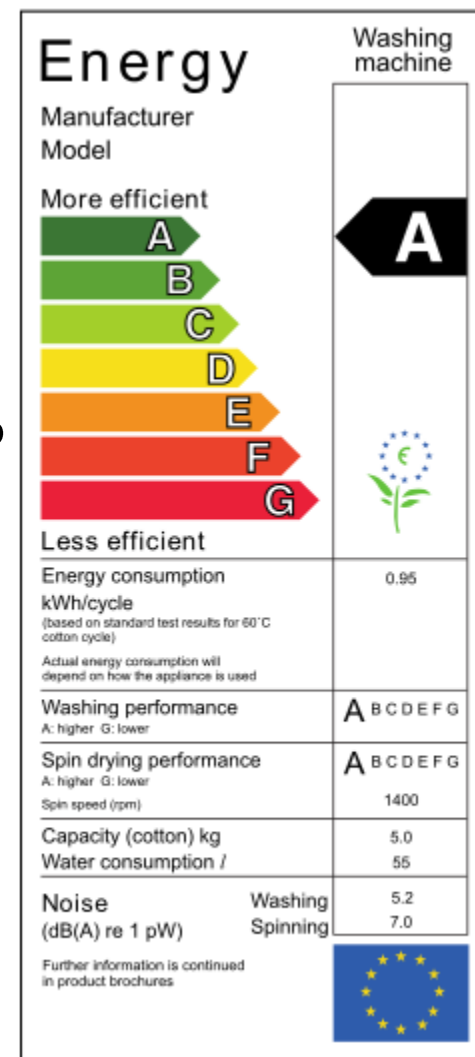 Energy
Washing
machine
Manufacturer
Model
More efficient
A
A
B
C
D
E
F
G
Less efficient
Energy consumption 0.95
kWh/cycle
(based on standard test results for 60˚C
cotton cycle)
Actual energy consumption will
depend on how the appliance is used
Washing performance A B C D E F G
A: higher G: lower
Spin drying performance A B C D E F G
A: higher G: lower
Spin speed (rpm) 1400
Capacity (cotton) kg 5.0
Water consumption l 55
Noise Washing 5.2
(dB(A) re 1 pW) Spinning 7.0
Further information is continued
in product brochures